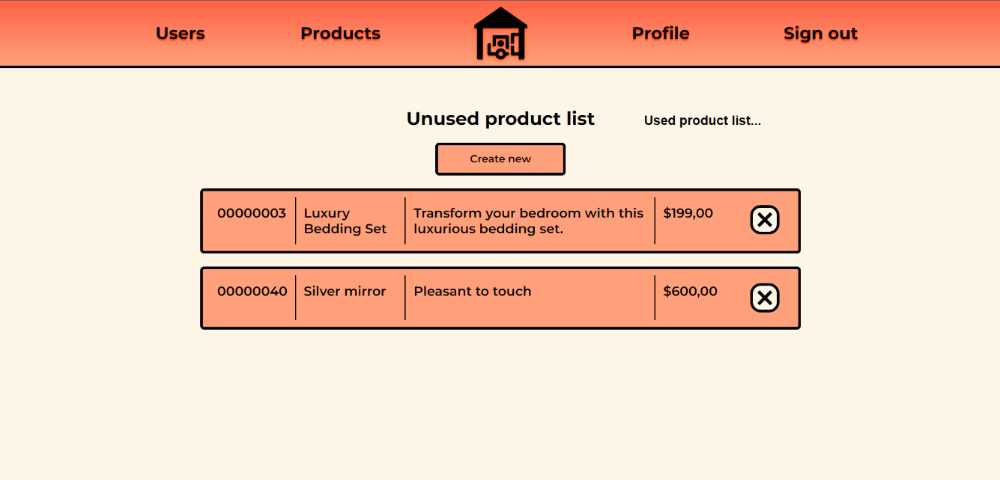 Users Products Profile Sign out
Unused product list Used product list...
Create new
00000003 Luxury Bedding Set Transform your bedroom with this luxurious bedding set. $199,00
00000040 Silver mirror Pleasant to touch $600,00